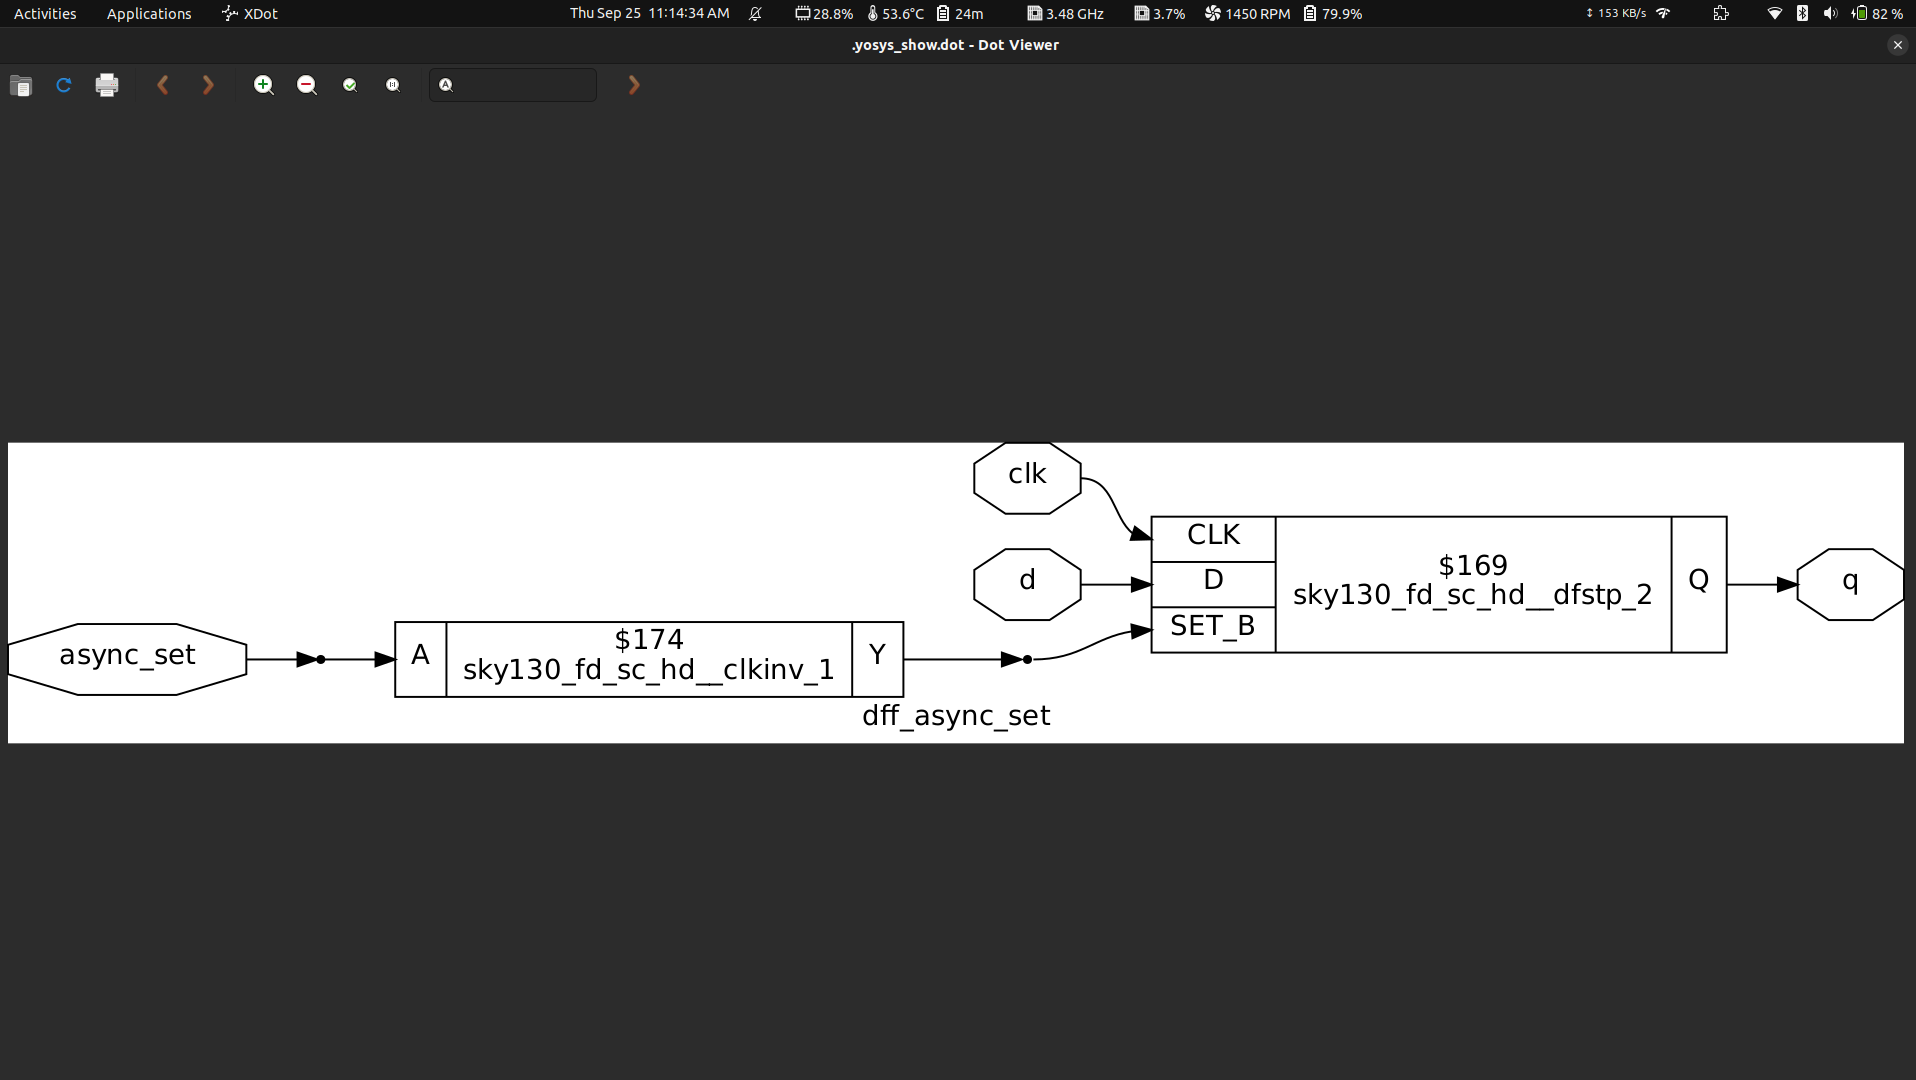 Activities
Applications
XDot
Thu Sep 25 11:14:34 AM
28.8%
53.6°C
24m
3.48 GHz
3.7%
1450 RPM
79.9%
153 KB/s
82 %
.yosys_show.dot - Dot Viewer
clk
CLK
d
D
$169
sky130_fd_sc_hd__dfstp_2
Q
q
SET_B
async_set
A
$174
sky130_fd_sc_hd__clkinv_1
Y
dff_async_set